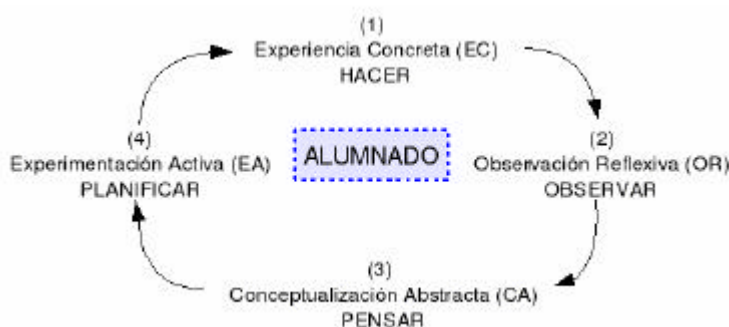 (1)
Experiencia Concreta (EC)
HACER
(2)
Observación Reflexiva (OR)
OBSERVAR
(3)
Conceptualización Abstracta (CA)
PENSAR
(4)
Experimentación Activa (EA)
PLANIFICAR
ALUMNADO